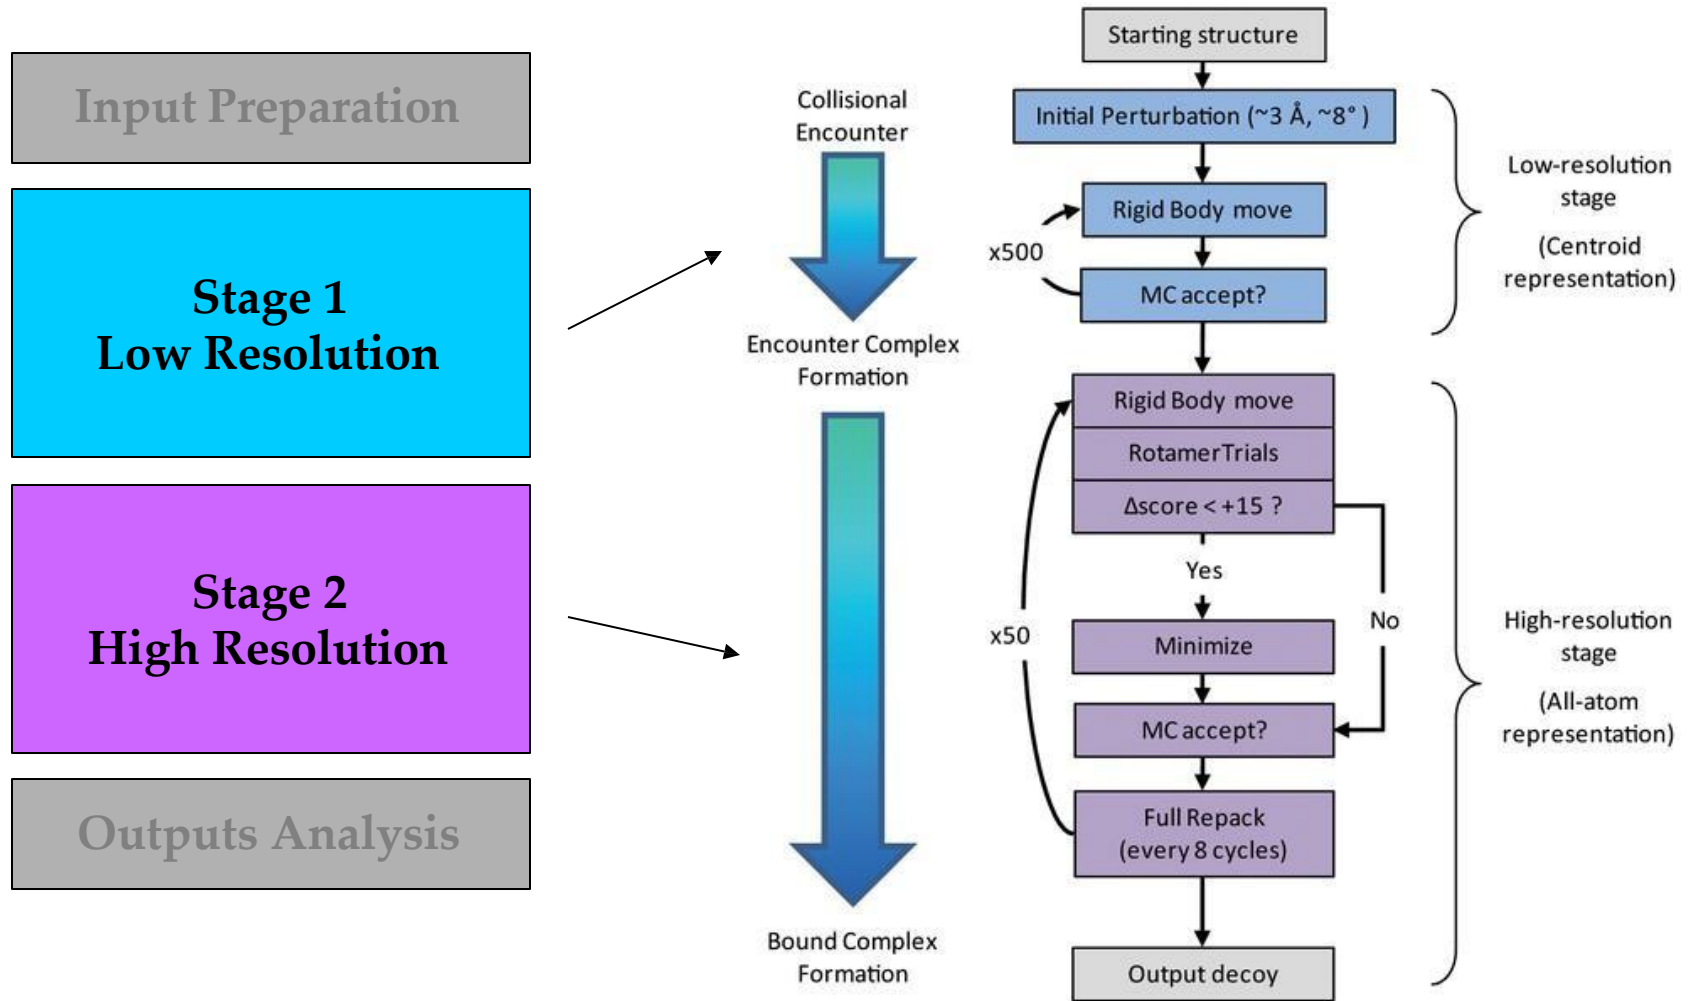 Input Preparation
Stage 1
Low Resolution
Stage 2
High Resolution
Outputs Analysis
Collisional
Encounter
Encounter Complex
Formation
Bound Complex
Formation
Starting structure
Initial Perturbation (~3 Å, ~8° )
Rigid Body move
x500
MC accept?
Rigid Body move
RotamerTrials
Δscore < +15 ?
Yes
No
x50
Minimize
MC accept?
Full Repack
(every 8 cycles)
Output decoy
Low-resolution
stage
(Centroid
representation)
High-resolution
stage
(All-atom
representation)